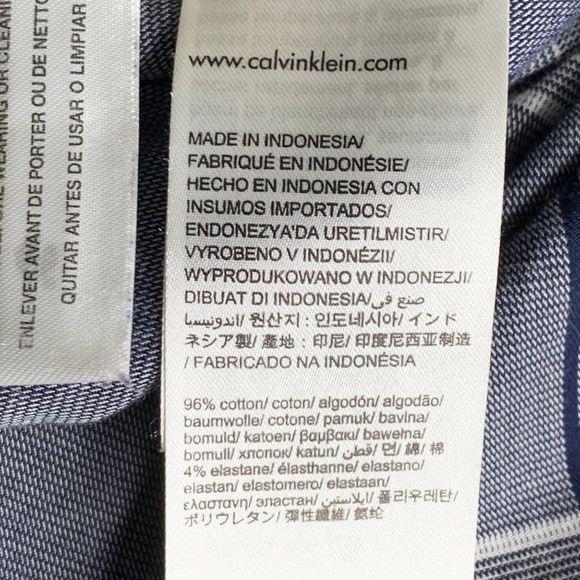 WEARING OR CLEANI
ENLEVER AVANT DE PORTER OU DE NETTO
QUITAR ANTES DE USAR O LIMPIAR
www.calvinklein.com
MADE IN INDONESIA/
FABRIQUÉ EN INDONÉSIE/
HECHO EN INDONESIA CON
INSUMOS IMPORTADOS/
ENDONEZYA'DA URETILMISTIR/
VYROBENO V INDONÉZII/
WYPRODUKOWANO W INDONEZJI/
DIBUAT DI INDONESIA/صنع في
اندونيسيا/ 원산지 : 인도네시아/ インド
ネシア製/ 產地 : 印尼/ 印度尼西亚制造
/ FABRICADO NA INDONÉSIA
96% cotton/ coton/ algodón/ algodão/
baumwolle/ cotone/ pamuk/ bavlna/
bomuld/ katoen/ βαμβακι/ bawełna/
bomull/ хлопок/ katun/ قطن/ 면/ 綿/ 棉
4% elastane/ élasthanne/ elastano/
elastan/ elastomero/ elastaan/
ελαστανη/ эластан/ ايلاستين/ 폴리우레탄/
ポリウレタン/ 彈性纖維/ 氨纶